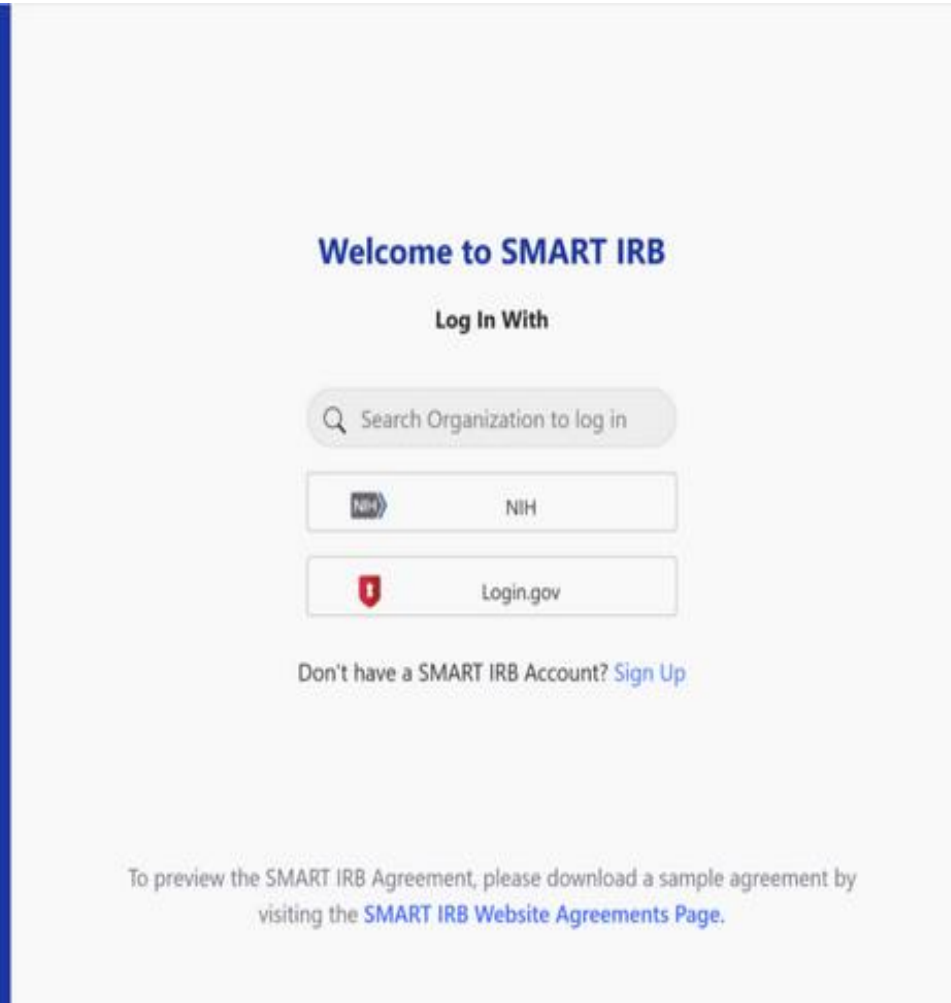 Welcome to SMART IRB
Log In With
Search Organization to log in
NIH
NIH
Login.gov
Don't have a SMART IRB Account? Sign Up
To preview the SMART IRB Agreement, please download a sample agreement by
visiting the SMART IRB Website Agreements Page.